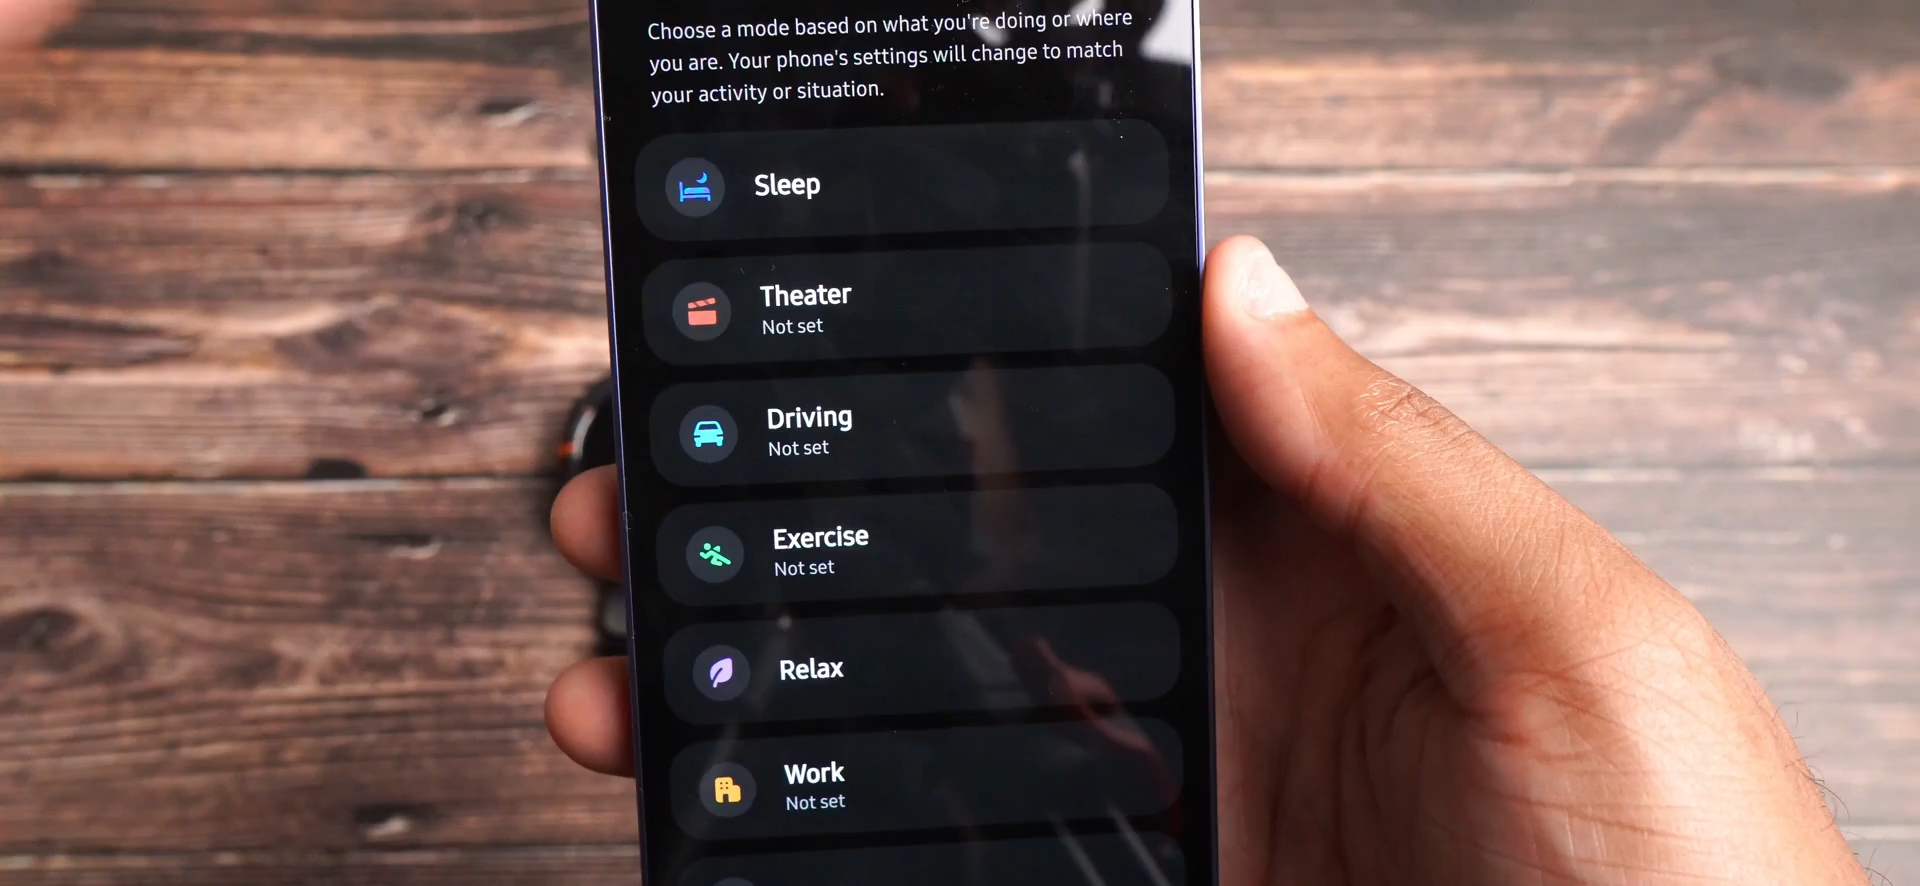 Choose a mode based on what you're doing or where
you are. Your phone's settings will change to match
your activity or situation.
Sleep
Theater
Not set
Driving
Not set
Exercise
Not set
Relax
Work
Not set